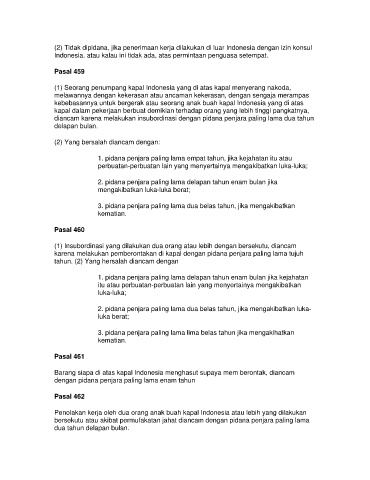 (2) Tidak dipidana, jika penerimaan kerja dilakukan di luar Indonesia dengan izin konsul
Indonesia. atau kalau ini tidak ada, atas permintaan penguasa setempat.
Pasal 459
(1) Seorang penumpang kapal Indonesia yang di atas kapal menyerang nakoda,
melawannya dengan kekerasan atau ancaman kekerasan, dengan sengaja merampas
kebebasannya untuk bergerak atau seorang anak buah kapal Indonesia yang di atas
kapal dalam pekerjaan berbuat demikian terhadap orang yang lebih tinggi pangkatnya,
diancam karena melakukan insubordinasi dengan pidana penjara paling lama dua tahun
delapan bulan.
(2) Yang bersalah diancam dengan:
1. pidana penjara paling lama empat tahun, jika kejahatan itu atau
perbuatan-perbuatan lain yang menyertainya mengakibatkan luka-luka;
2. pidana penjara paling lama delapan tahun enam bulan jika
mengakibatkan luka-luka berat;
3. pidana penjara paling lama dua belas tahun, jika mengakibatkan
kematian.
Pasal 460
(1) Insubordinasi yang dilakukan dua orang atau lebih dengan bersekutu, diancam
karena melakukan pemberontakan di kapal dengan pidana penjara paling lama tujuh
tahun. (2) Yang hersalah diancam dengan
1. pidana penjara paling lama delapan tahun enam bulan jika kejahatan
itu atau perbuatan-perbuatan lain yang menyertainya mengakibatkan
luka-luka;
2. pidana penjara paling lama dua belas tahun, jika mengakibatkan luka-
luka berat;
3. pidana penjara paling lama lima belas tahun jika mengakihatkan
kematian.
Pasal 461
Barang siapa di atas kapal Indonesia menghasut supaya mem berontak, diancam
dengan pidana penjara paling lama enam tahun
Pasal 462
Penolakan kerja oleh dua orang anak buah kapal Indonesia atau lebih yang dilakukan
bersekutu atau akibat permufakatan jahat diancam dengan pidana penjara paling lama
dua tahun delapan bulan.